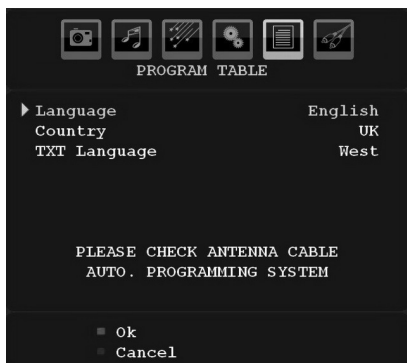 PROGRAM TABLE
Language English
Country UK
TXT Language West
PLEASE CHECK ANTENNA CABLE
AUTO. PROGRAMMING SYSTEM
Ok
Cancel